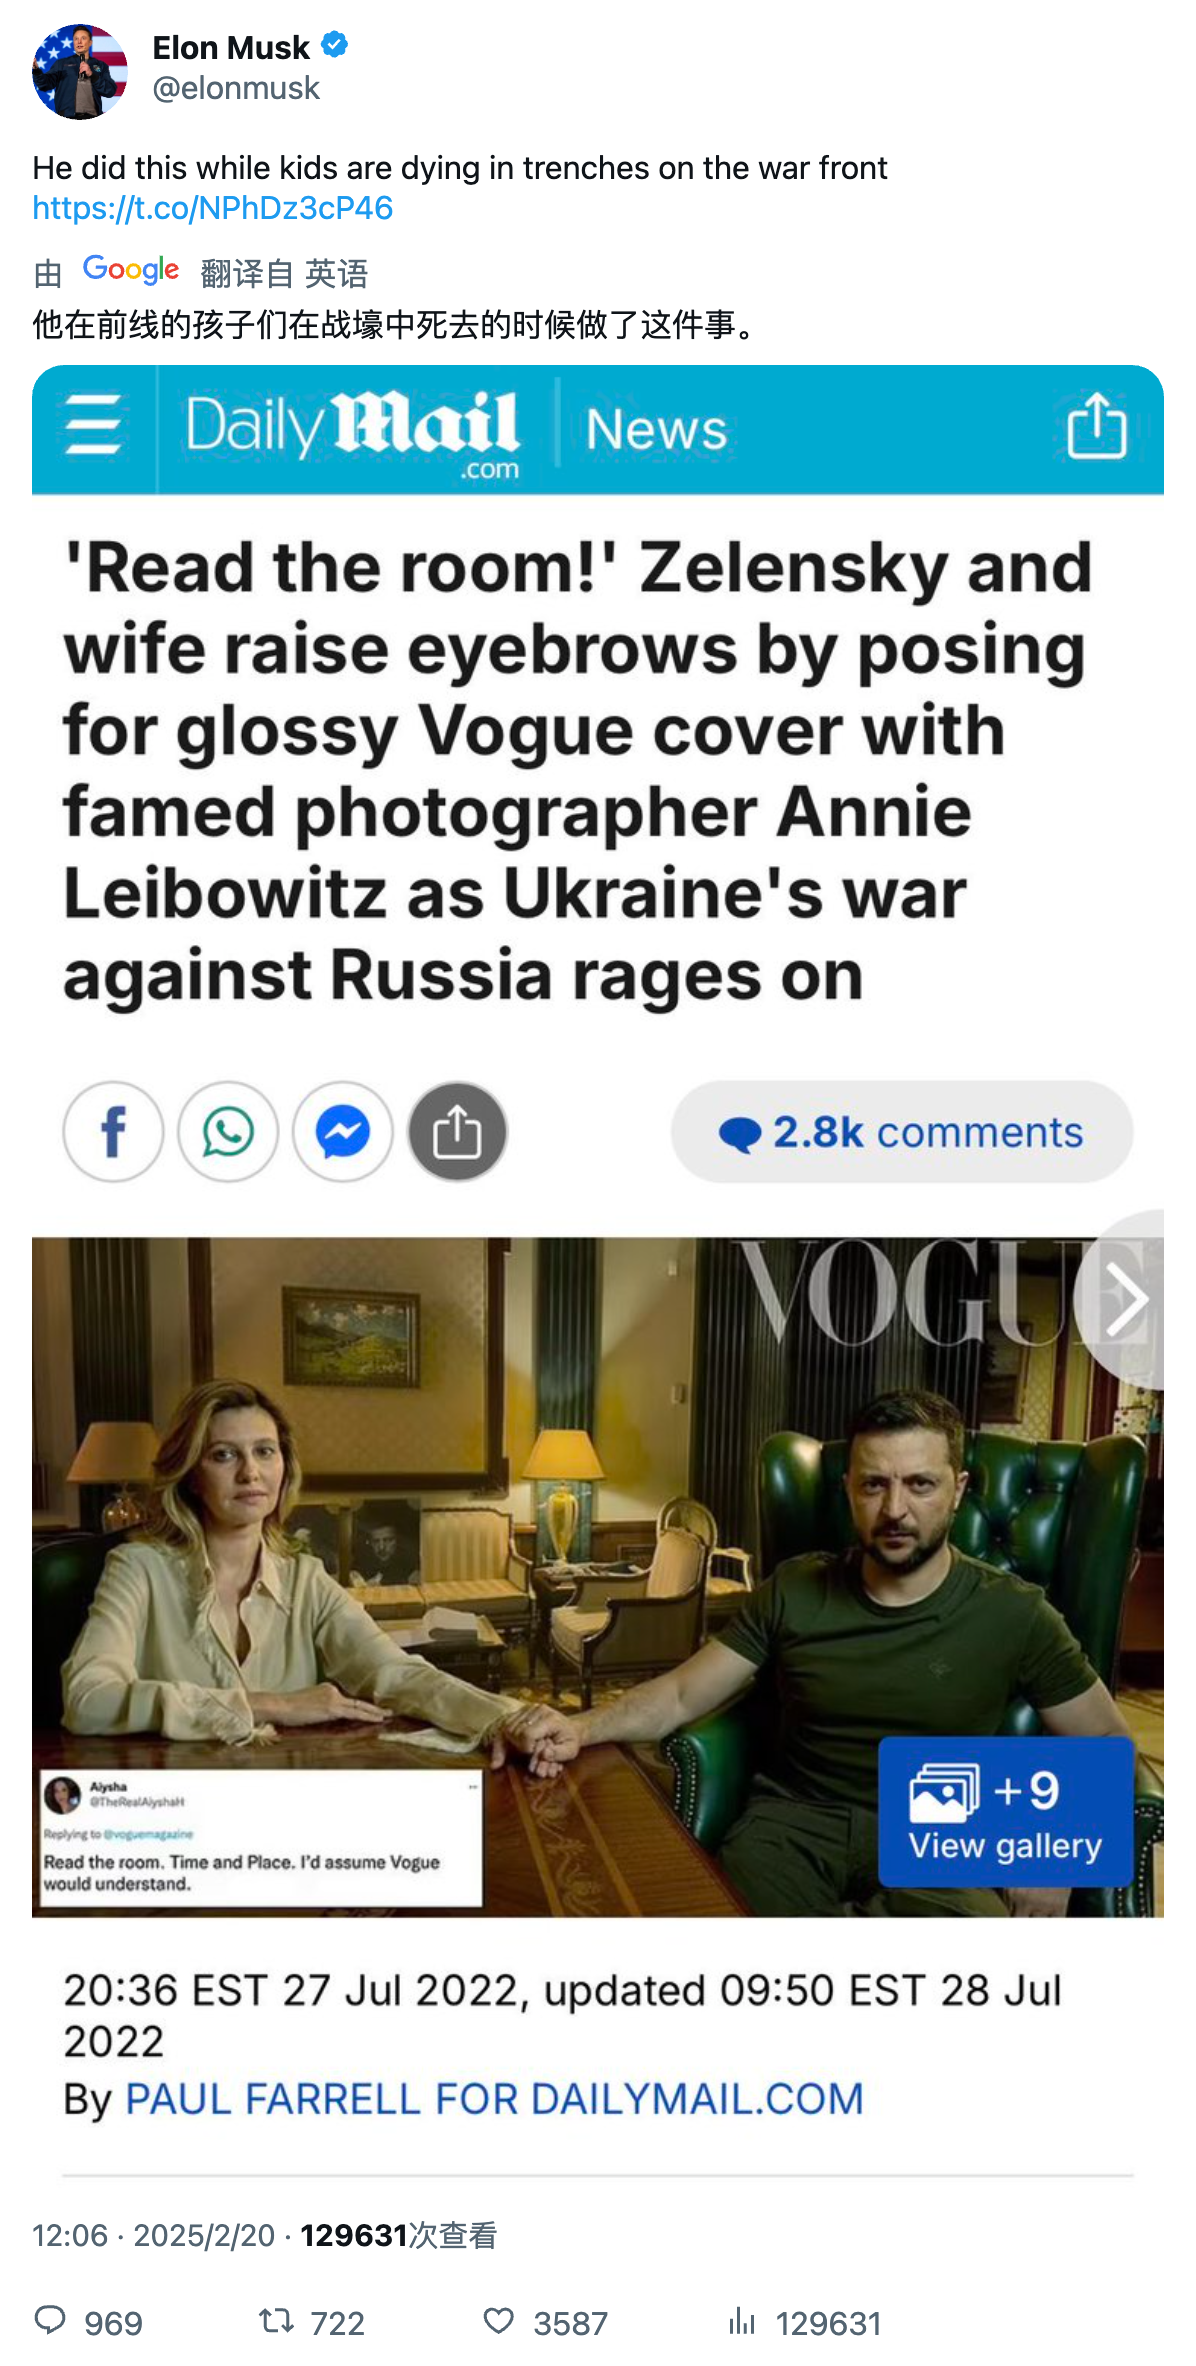 Elon Musk
@elonmusk
He did this while kids are dying in trenches on the war front
https://t.co/NPhDz3cP46
由 Google 翻译自 英语
他在前线的孩子们在战壕中死去的时候做了这件事。
Daily Mail
.com
News
'Read the room!' Zelensky and
wife raise eyebrows by posing
for glossy Vogue cover with
famed photographer Annie
Leibowitz as Ukraine's war
against Russia rages on
2.8k comments
VOGUE
Aiysha
@TheRealAiyshaH
Replying to @voguemagazine
Read the room. Time and Place. I'd assume Vogue
would understand.
+9
View gallery
20:36 EST 27 Jul 2022, updated 09:50 EST 28 Jul
2022
By PAUL FARRELL FOR DAILYMAIL.COM
12:06 · 2025/2/20 · 129631次查看
969 722 3587 129631